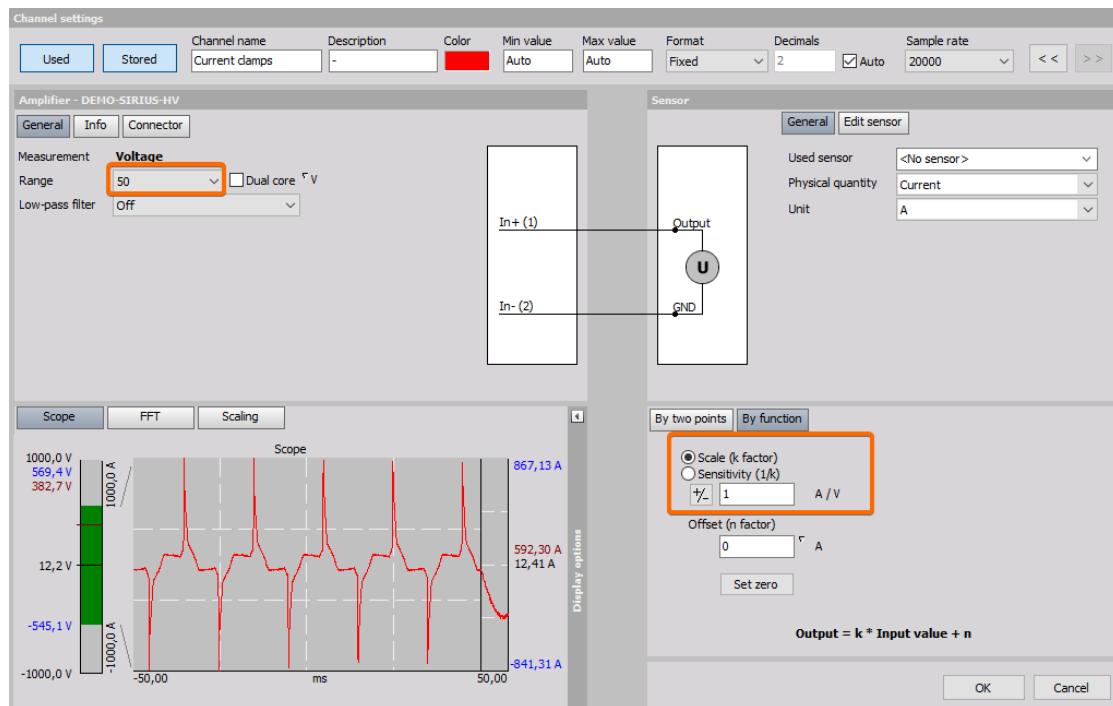 Channel settings
Used
Stored
Channel name
Current clamps
Description
-
Color
Min value
Auto
Max value
Auto
Format
Fixed
Decimals
2
Auto
Sample rate
20000
<<
>>
Amplifier - DEMO-SIRIUS-HV
General
Info
Connector
Measurement
Voltage
Range
50
Dual core
V
Low-pass filter
Off
In+ (1)
In- (2)
Sensor
General
Edit sensor
Used sensor
<No sensor>
Physical quantity
Current
Unit
A
Output
U
GND
Scope
FFT
Scaling
Scope
1000,0 V
569,4 V
382,7 V
12,2 V
-545,1 V
-1000,0 V
1000,0 A
-1000,0 A
867,13 A
592,30 A
12,41 A
-841,31 A
-50,00
ms
50,00
Display options
By two points
By function
Scale (k factor)
Sensitivity (1/k)
+/-
1
A / V
Offset (n factor)
0
A
Set zero
Output = k * Input value + n
OK
Cancel